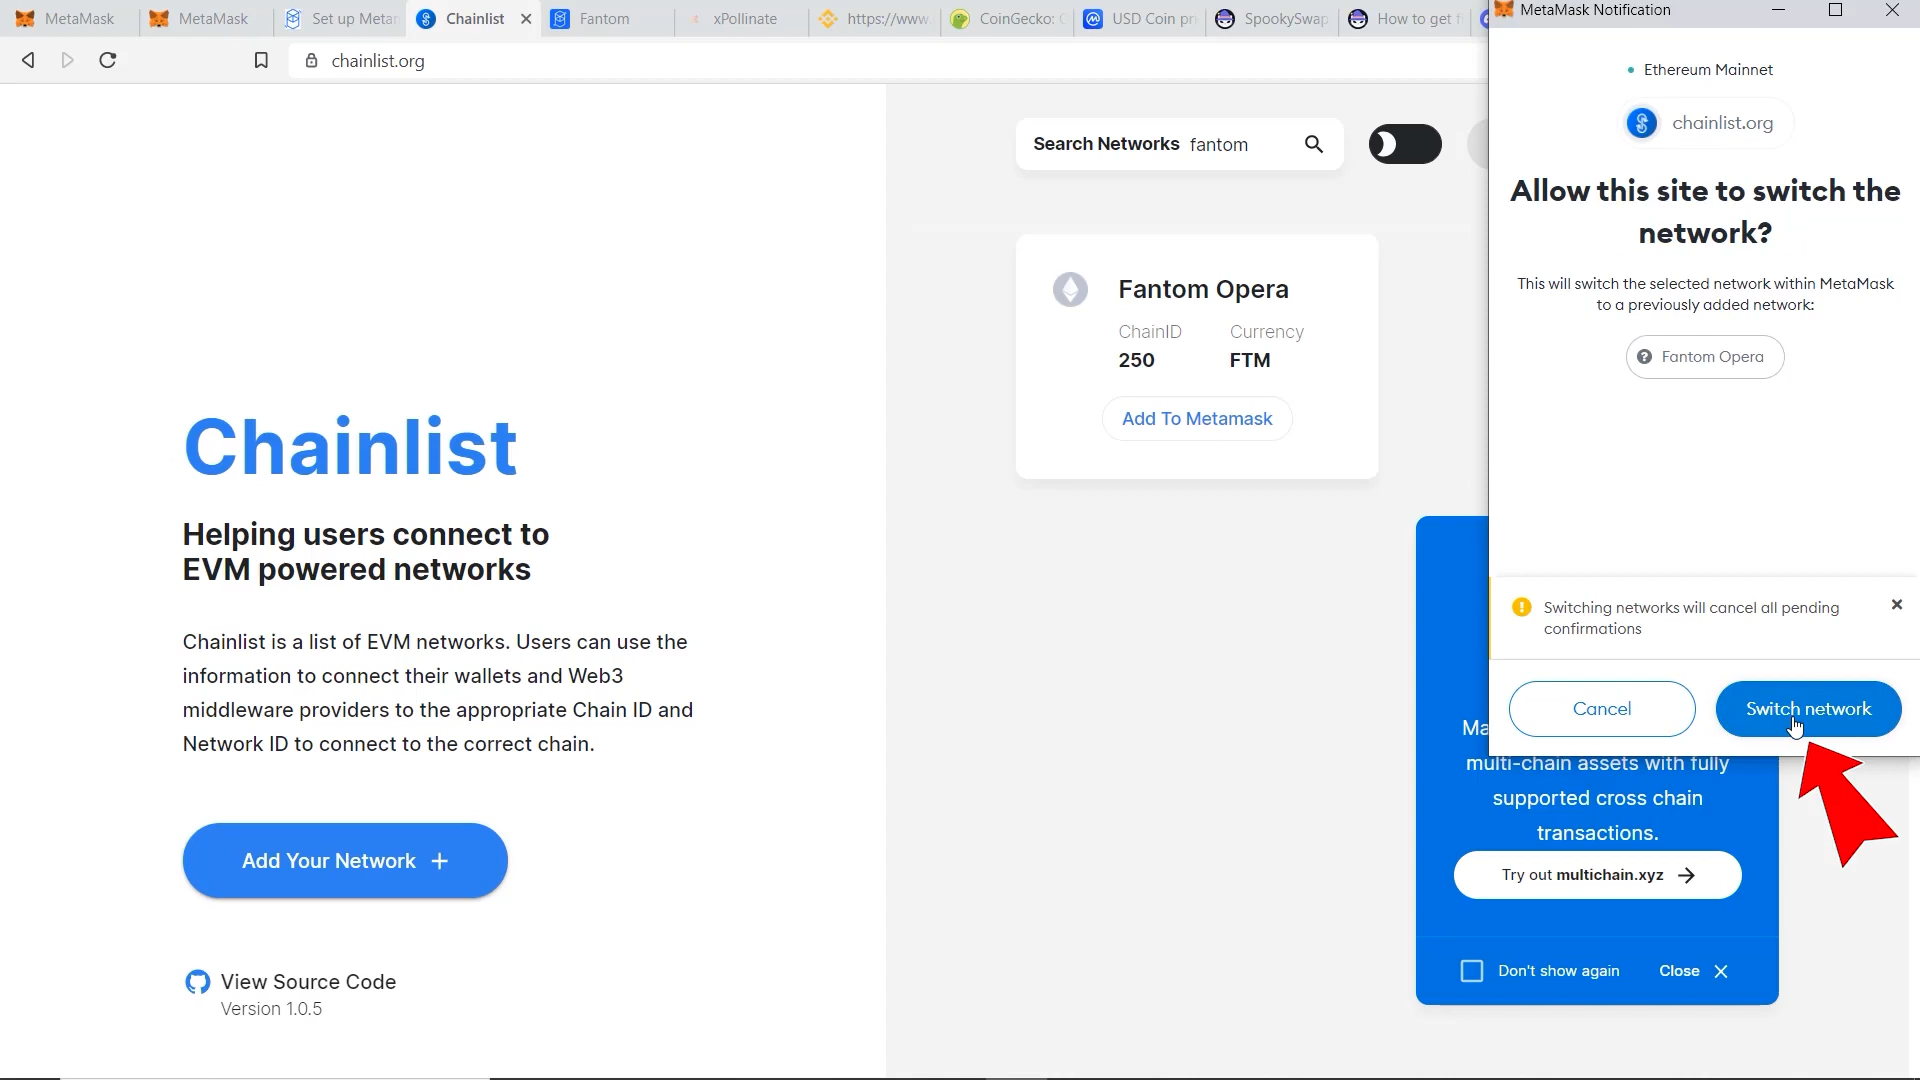 MetaMask
MetaMask
Set up Metan
Chainlist
Fantom
xPollinate
https://www.
CoinGecko: C
USD Coin pri
SpookySwap
How to get f
MetaMask Notification
chainlist.org
Ethereum Mainnet
chainlist.org
Search Networks fantom
Allow this site to switch the
network?
This will switch the selected network within MetaMask
to a previously added network:
Fantom Opera
Fantom Opera
ChainID Currency
250 FTM
Add To Metamask
Chainlist
Helping users connect to
EVM powered networks
Chainlist is a list of EVM networks. Users can use the
information to connect their wallets and Web3
middleware providers to the appropriate Chain ID and
Network ID to connect to the correct chain.
Add Your Network +
View Source Code
Version 1.0.5
Switching networks will cancel all pending
confirmations
Cancel
Switch network
Ma
multi-chain assets with fully
supported cross chain
transactions.
Try out multichain.xyz
Don't show again
Close